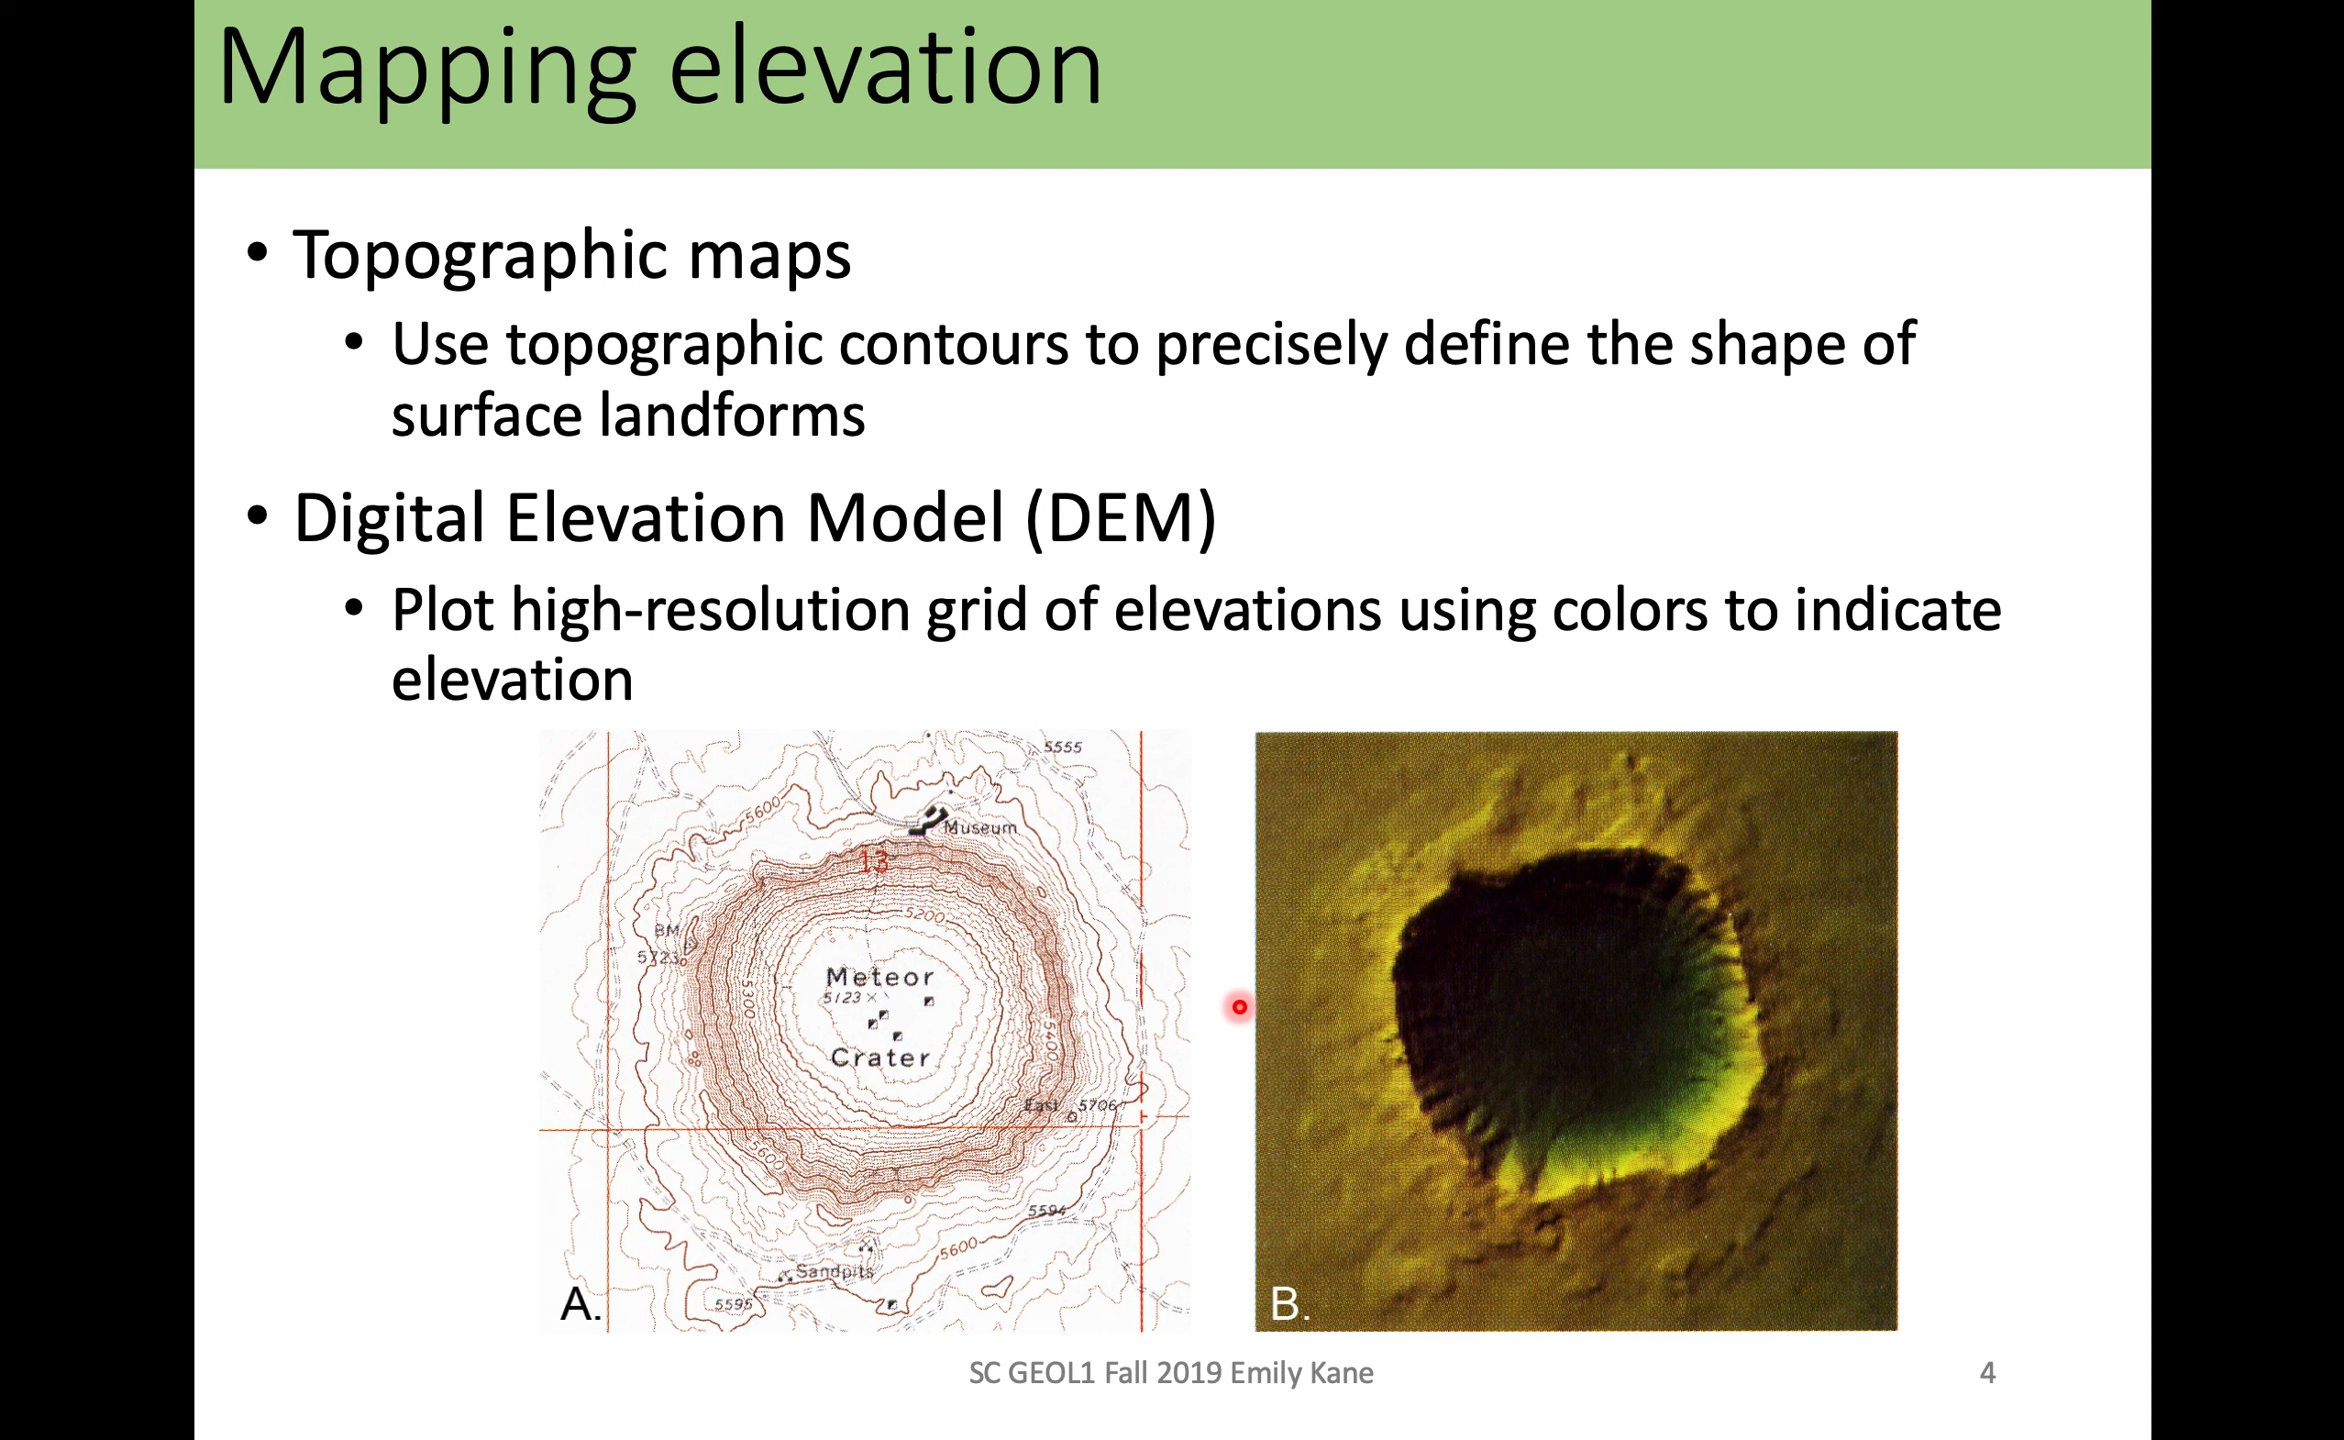 Mapping elevation
• Topographic maps
• Use topographic contours to precisely define the shape of
surface landforms
• Digital Elevation Model (DEM)
• Plot high-resolution grid of elevations using colors to indicate
elevation
5555
5600
Museum
13
5200
BM
5723
Meteor
5300
5123
5400
Crater
East 5706
5600
5594
5600
Sandpits
5595
A.
B.
SC GEOL1 Fall 2019 Emily Kane
4